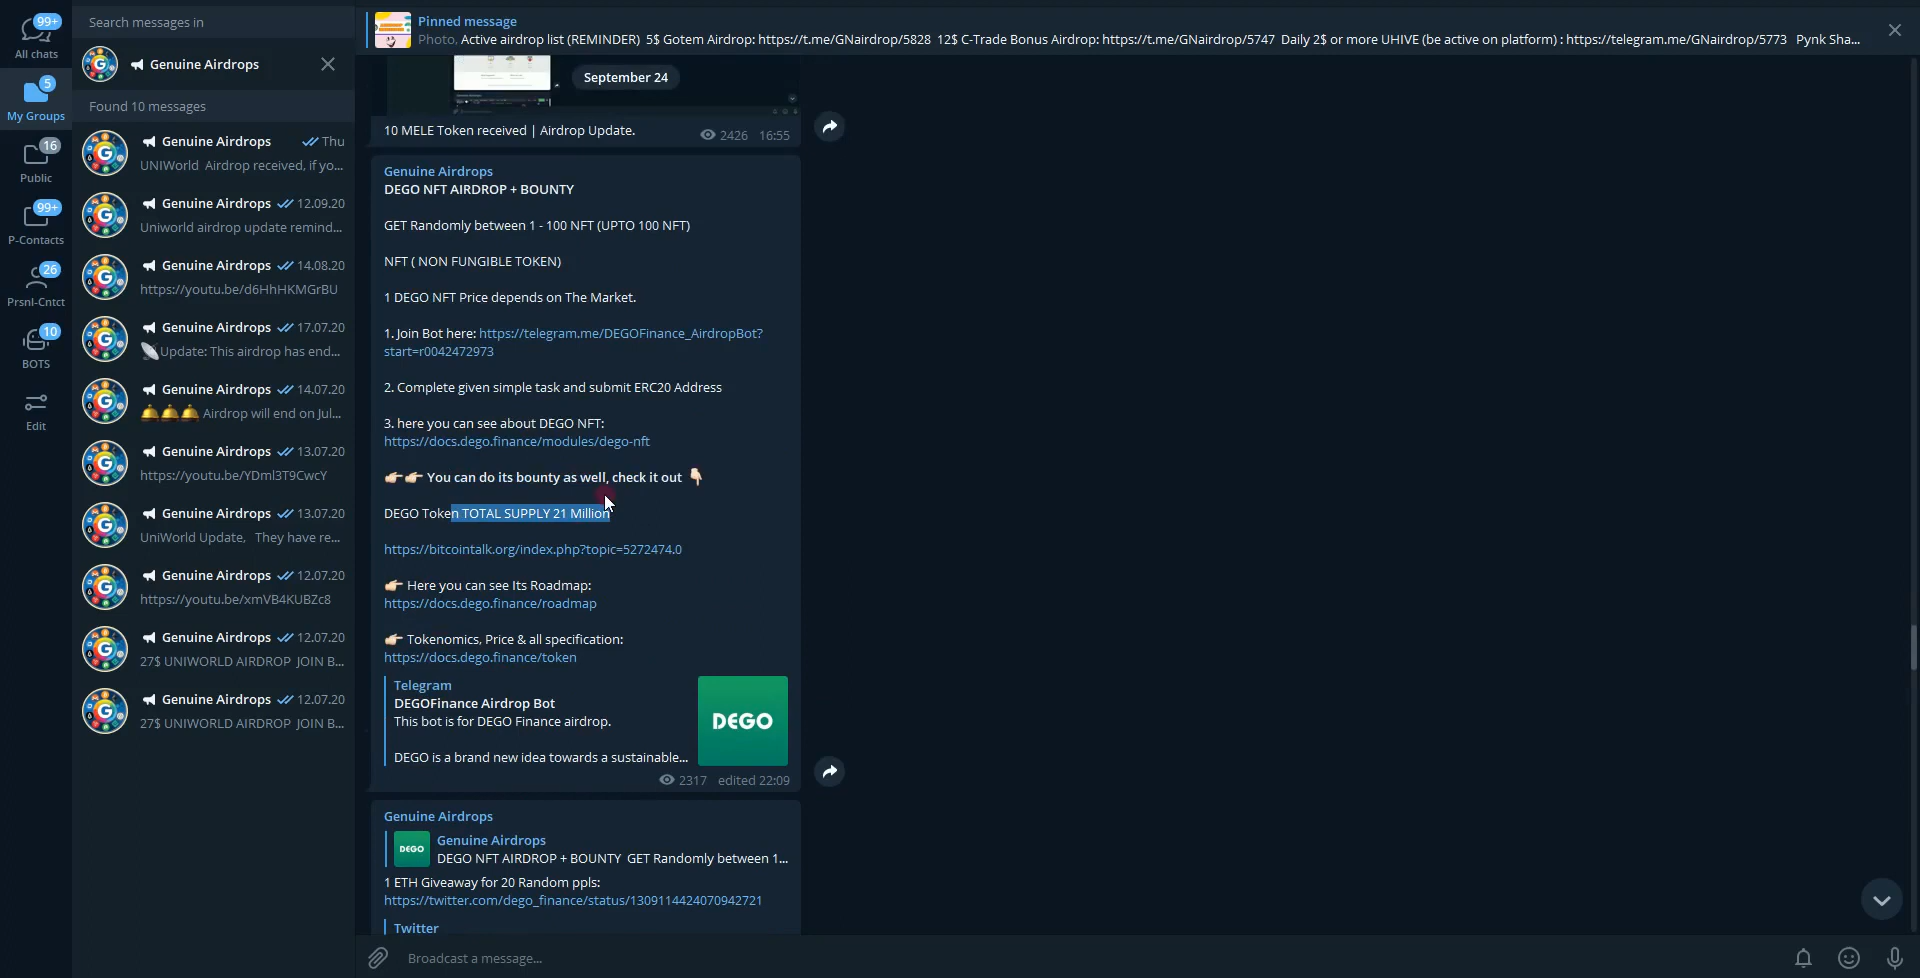 99+
All chats
5
My Groups
16
Public
99+
P-Contacts
26
Prsnl-Cntct
10
BOTS
Edit
Search messages in
Genuine Airdrops
Found 10 messages
Genuine Airdrops Thu
UNIWorld Airdrop received, if yo...
Genuine Airdrops 12.09.20
Uniworld airdrop update remind...
Genuine Airdrops 14.08.20
https://youtu.be/d6HhHKMGrBU
Genuine Airdrops 17.07.20
Update: This airdrop has end...
Genuine Airdrops 14.07.20
Airdrop will end on Jul...
Genuine Airdrops 13.07.20
https://youtu.be/YDml3T9CwcY
Genuine Airdrops 13.07.20
UniWorld Update, They have re...
Genuine Airdrops 12.07.20
https://youtu.be/xmVB4KUBZc8
Genuine Airdrops 12.07.20
27$ UNIWORLD AIRDROP JOIN B...
Genuine Airdrops 12.07.20
27$ UNIWORLD AIRDROP JOIN B...
Pinned message
Photo, Active airdrop list (REMINDER) 5$ Gotem Airdrop: https://t.me/GNairdrop/5828 12$ C-Trade Bonus Airdrop: https://t.me/GNairdrop/5747 Daily 2$ or more UHIVE (be active on platform) : https://telegram.me/GNairdrop/5773 Pynk Sha...
September 24
10 MELE Token received | Airdrop Update.
2426 16:55
Genuine Airdrops
DEGO NFT AIRDROP + BOUNTY
GET Randomly between 1 - 100 NFT (UPTO 100 NFT)
NFT ( NON FUNGIBLE TOKEN)
1 DEGO NFT Price depends on The Market.
1. Join Bot here: https://telegram.me/DEGOFinance_AirdropBot?
start=r0042472973
2. Complete given simple task and submit ERC20 Address
3. here you can see about DEGO NFT:
https://docs.dego.finance/modules/dego-nft
👉🏻👉🏻 You can do its bounty as well, check it out 👇🏻
DEGO Token TOTAL SUPPLY 21 Million
https://bitcointalk.org/index.php?topic=5272474.0
👉🏻 Here you can see Its Roadmap:
https://docs.dego.finance/roadmap
👉🏻 Tokenomics, Price & all specification:
https://docs.dego.finance/token
Telegram
DEGOFinance Airdrop Bot
This bot is for DEGO Finance airdrop.
DEGO is a brand new idea towards a sustainable...
DEGO
2317 edited 22:09
Genuine Airdrops
DEGO
Genuine Airdrops
DEGO NFT AIRDROP + BOUNTY GET Randomly between 1...
1 ETH Giveaway for 20 Random ppls:
https://twitter.com/dego_finance/status/1309114424070942721
Twitter
Broadcast a message...